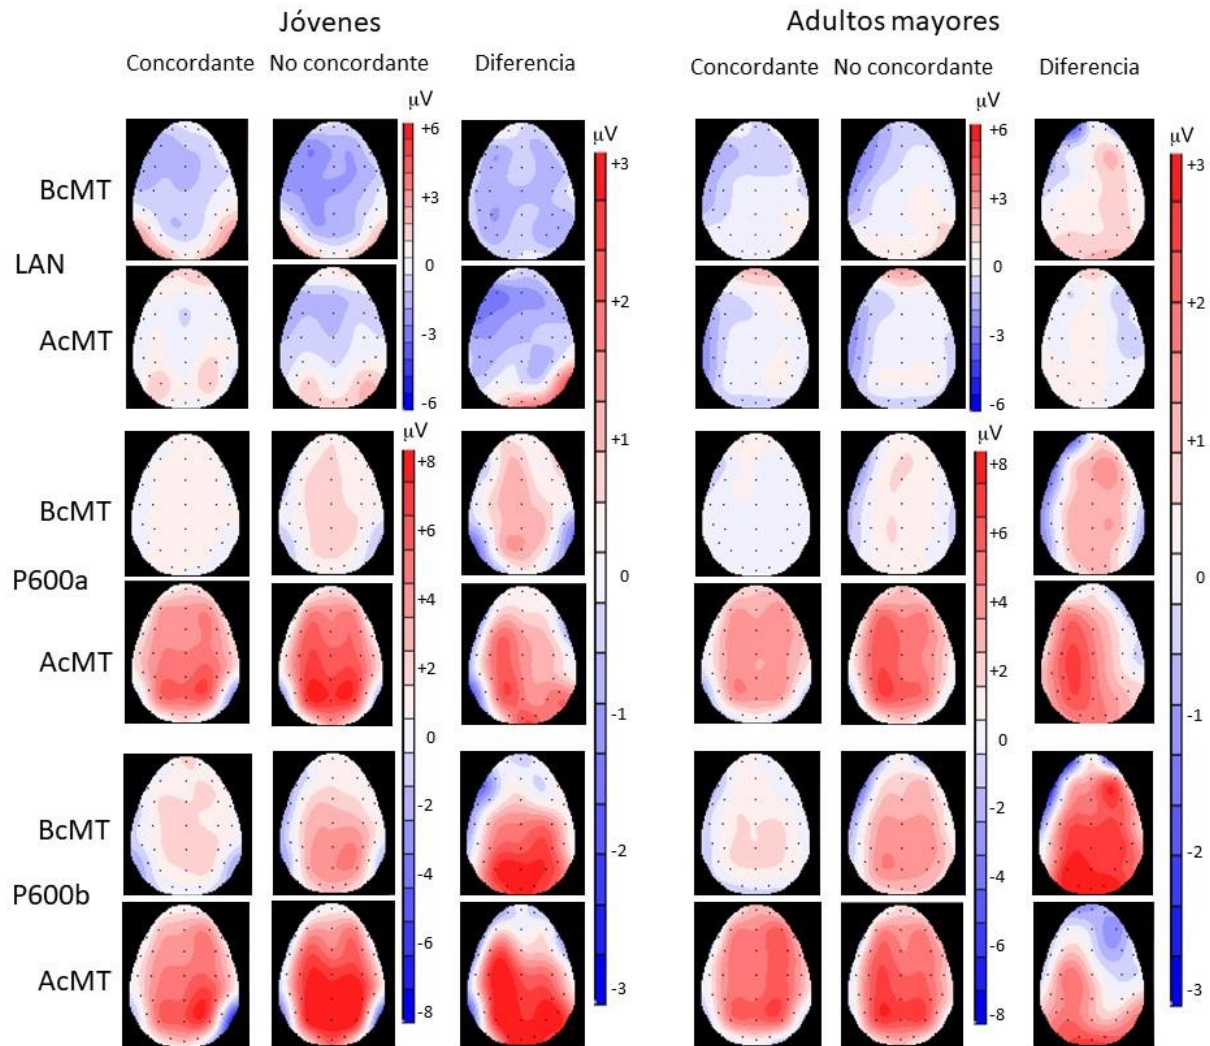 Jóvenes
Adultos mayores
Concordante No concordante Diferencia
Concordante No concordante Diferencia
μV
μV
μV
μV
+6
+3
0
-3
-6
+3
+2
+1
0
-1
-2
-3
+6
+3
0
-3
-6
+3
+2
+1
0
-1
-2
-3
BcMT
LAN
AcMT
μV
μV
+8
+6
+4
+2
0
-2
-4
-6
-8
+8
+6
+4
+2
0
-2
-4
-6
-8
BcMT
P600a
AcMT
BcMT
P600b
AcMT